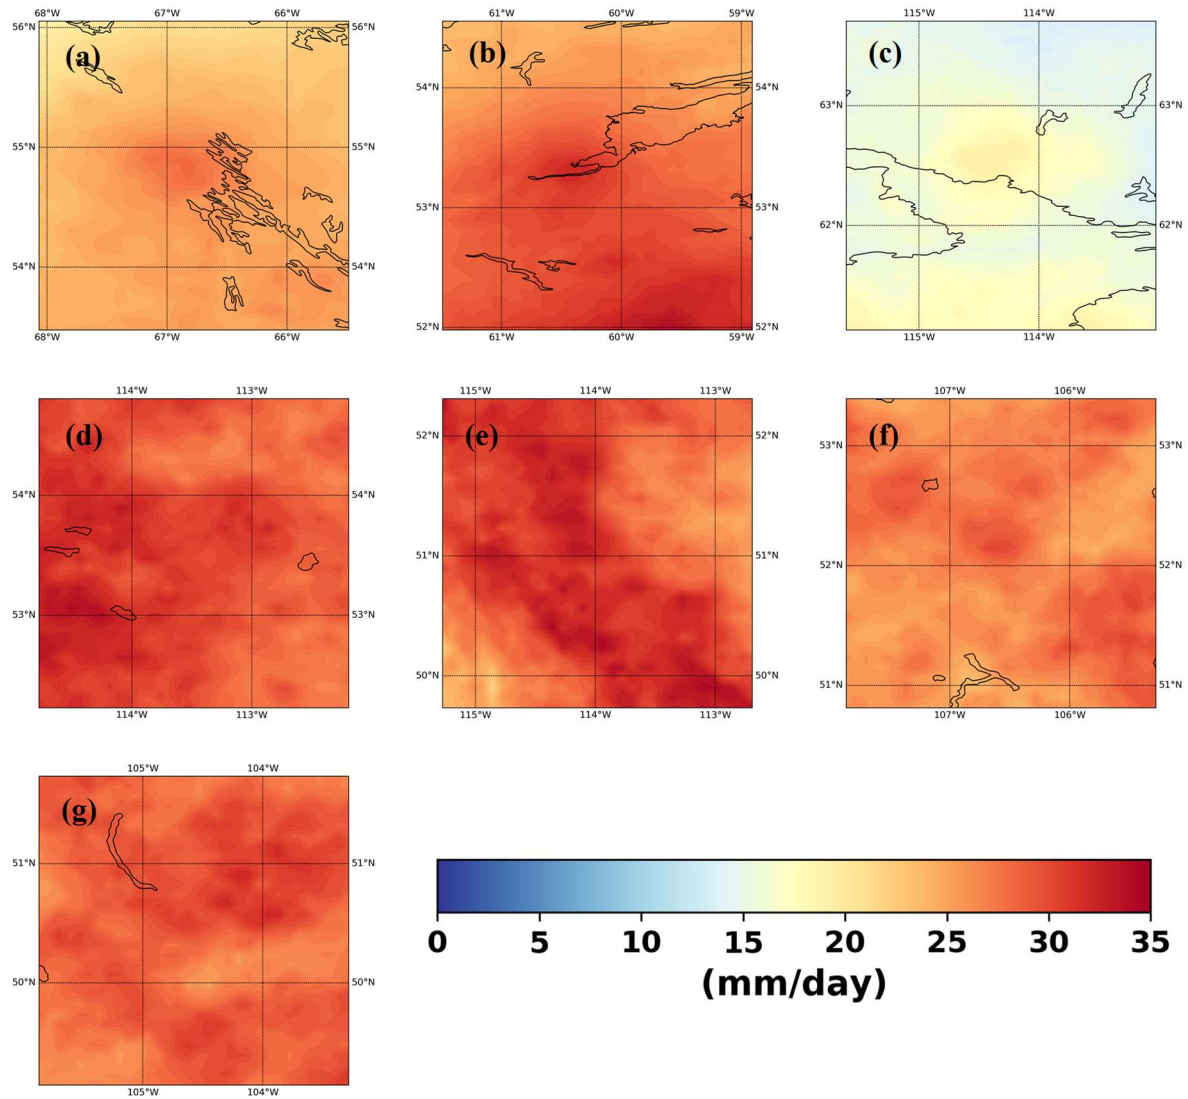 68°W 67°W 66°W
61°W 60°W 59°W
115°W 114°W
56°N 56°N
(a)
(b)
(c)
54°N 54°N
63°N 63°N
55°N 55°N
53°N 53°N
62°N 62°N
54°N 54°N
52°N 52°N
68°W 67°W 66°W
61°W 60°W 59°W
115°W 114°W
114°W 113°W
115°W 114°W 113°W
107°W 106°W
(d)
(e)
(f)
52°N 52°N
53°N 53°N
54°N 54°N
51°N 51°N
52°N 52°N
53°N 53°N
50°N 50°N
51°N 51°N
114°W 113°W
115°W 114°W 113°W
107°W 106°W
105°W 104°W
(g)
51°N 51°N
50°N 50°N
105°W 104°W
0 5 10 15 20 25 30 35
(mm/day)